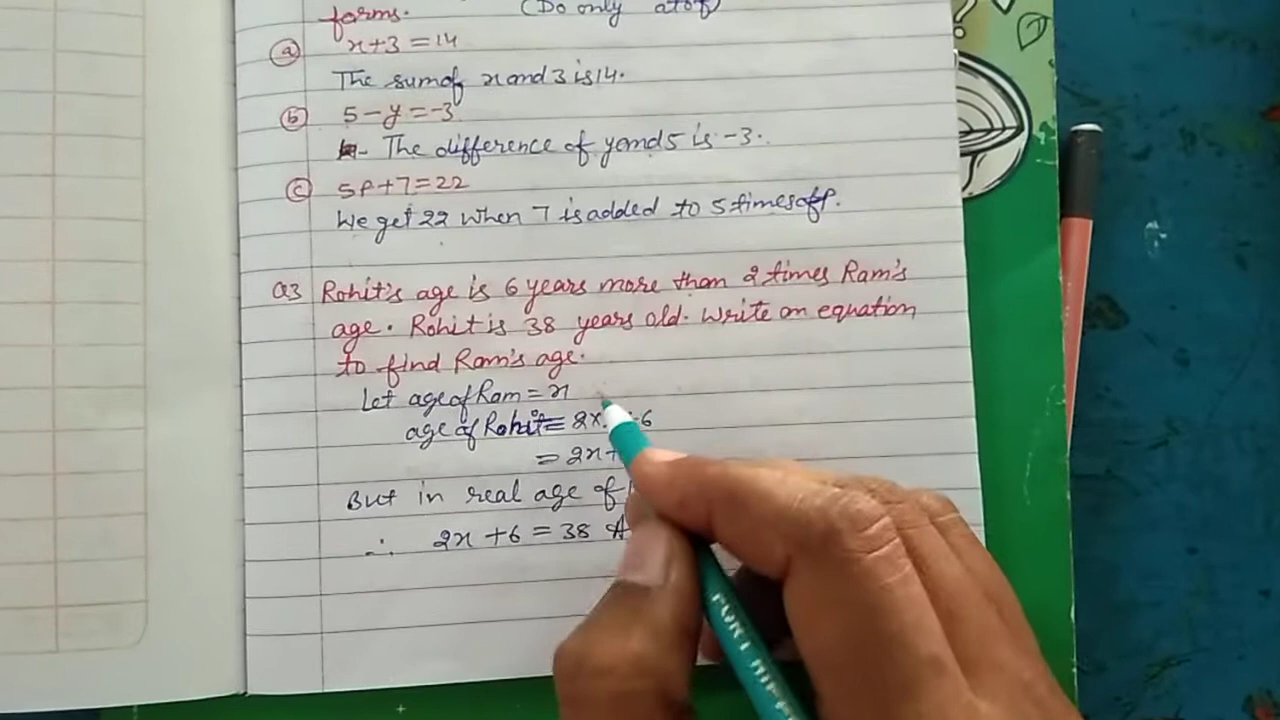 forms. (Do only a to f)
(a) x+3 = 14
The sum of x and 3 is 14.
(b) 5-y = -3
The difference of y and 5 is -3.
(c) 5p+7=22
We get 22 when 7 is added to 5 times of p.
Q3 Rohit's age is 6 years more than 2 times Ram's
age. Rohit is 38 years old. Write an equation
to find Ram's age.
Let age of Ram = x
age of Rohit = 2x 6
= 2x+
But in real age of
∴ 2x +6 = 38 A